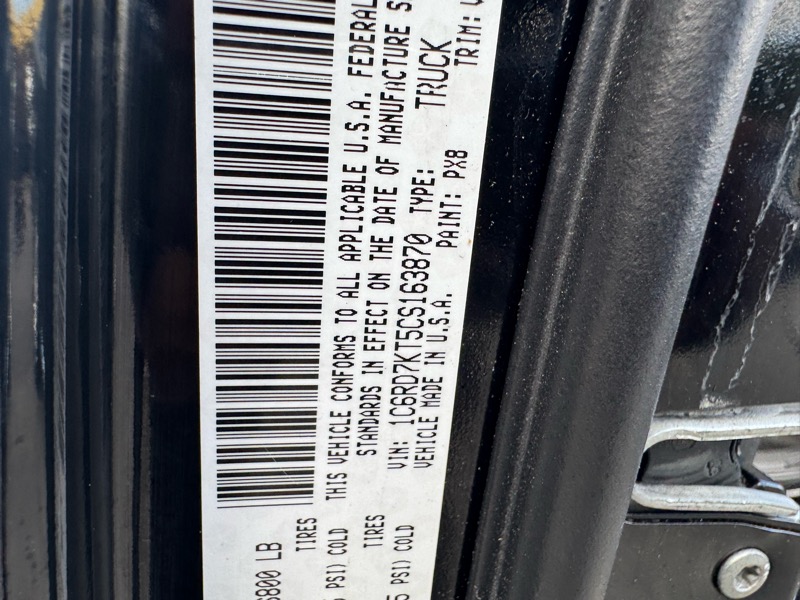 800 LB
TIRES
PSI) COLD
TIRES
PSI) COLD
THIS VEHICLE CONFORMS TO ALL APPLICABLE U.S.A. FEDERAL
STANDARDS IN EFFECT ON THE DATE OF MANUFACTURE
VIN: 1C6RD7KT5CS163870 TYPE: TRUCK
VEHICLE MADE IN U.S.A. PAINT: PX8 TRIM: